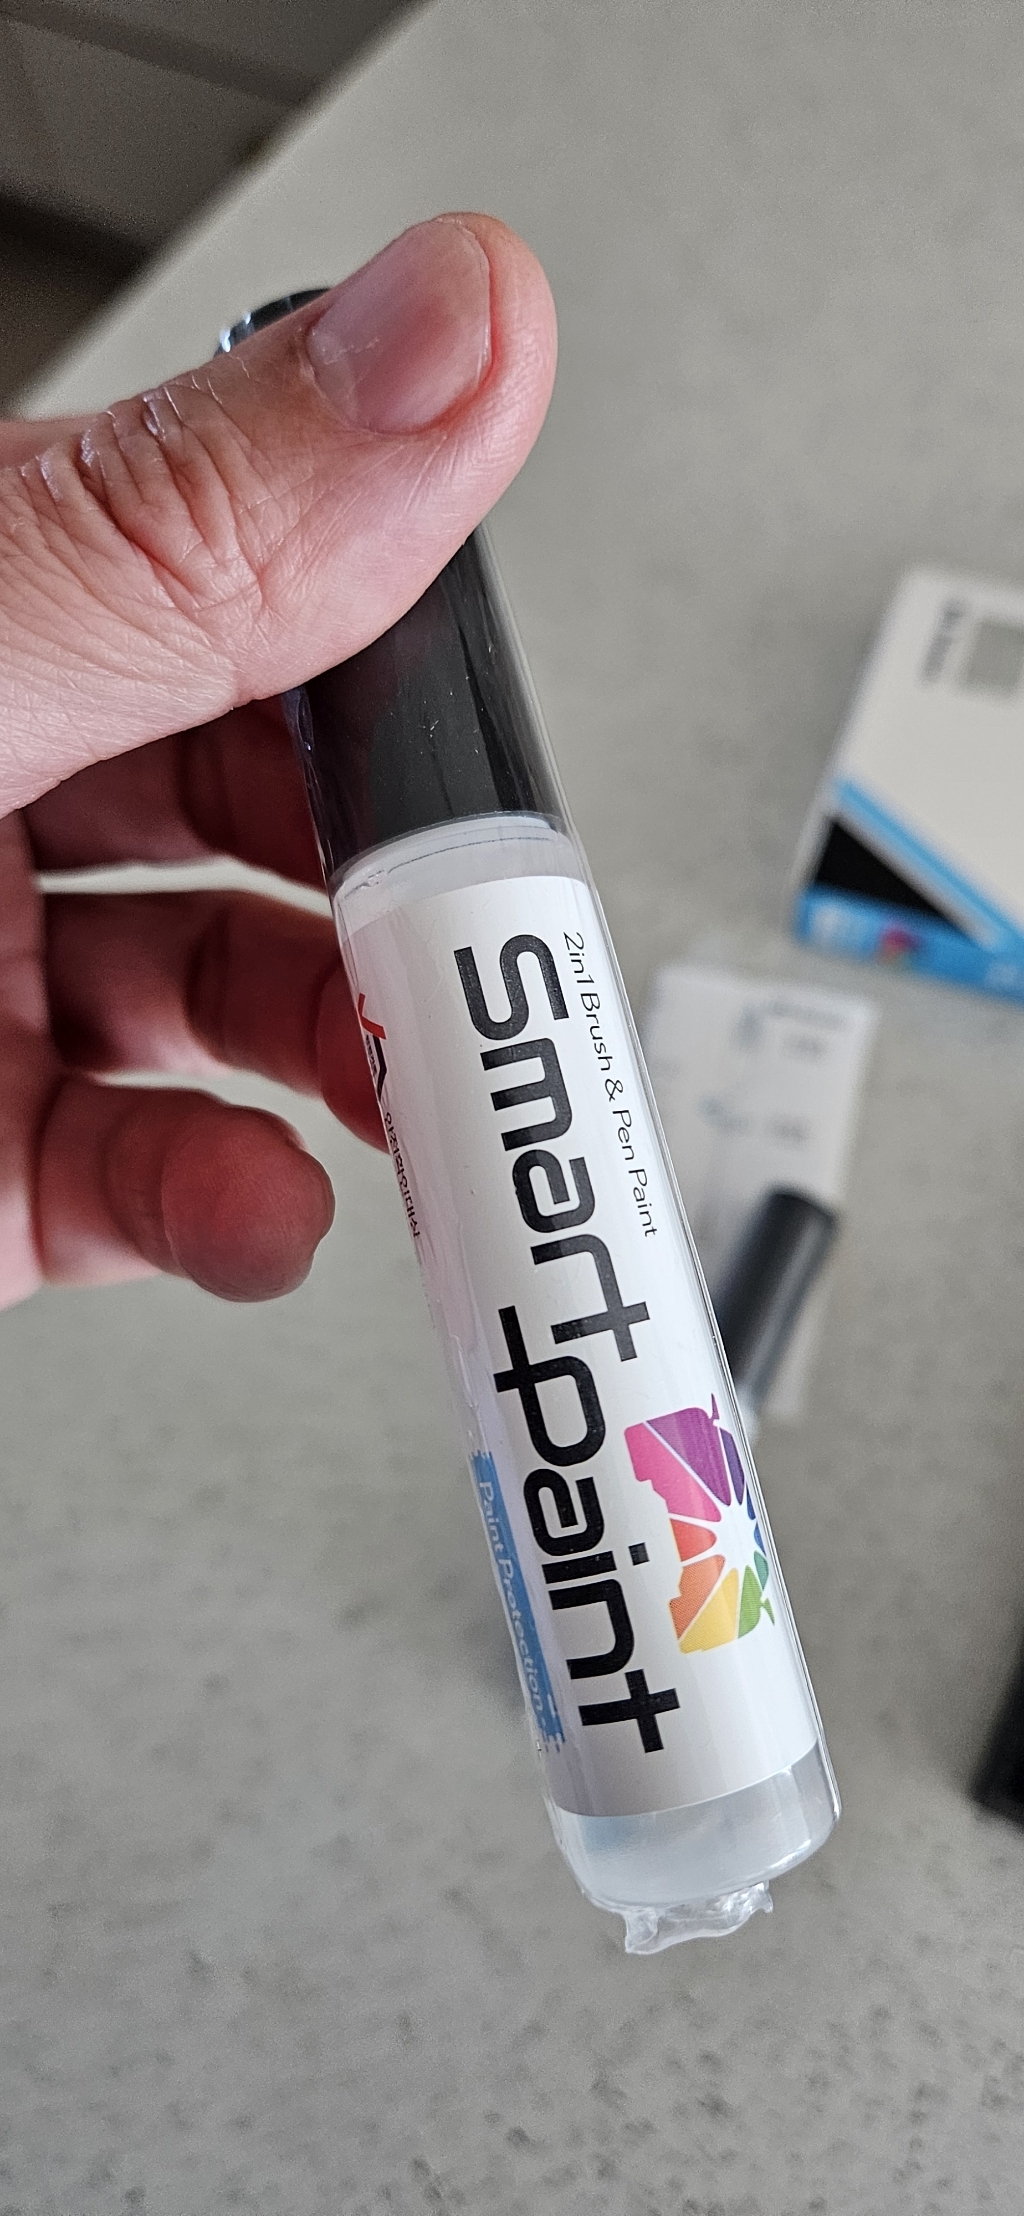 2in1 Brush & Pen Paint
Smart paint
Paint Protection